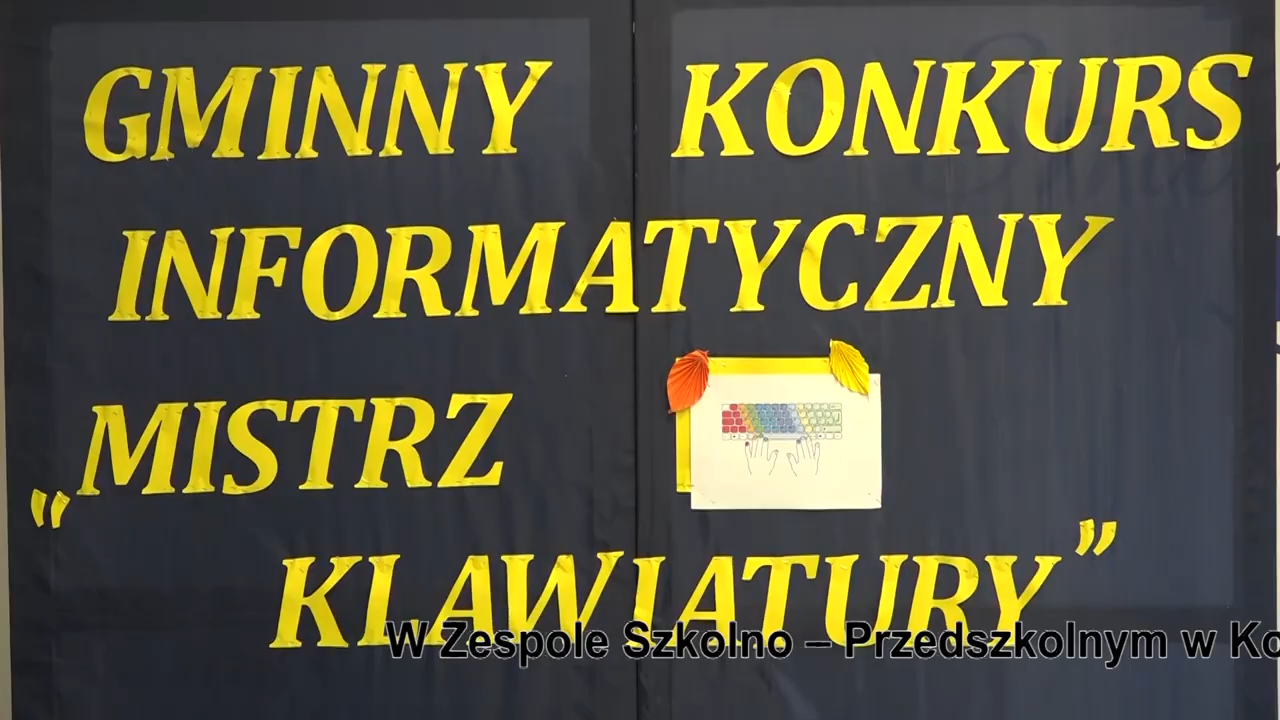 GMINNY KONKURS
INFORMATYCZNY
„MISTRZ
KLAWIATURY”
W Zespole Szkolno – Przedszkolnym w